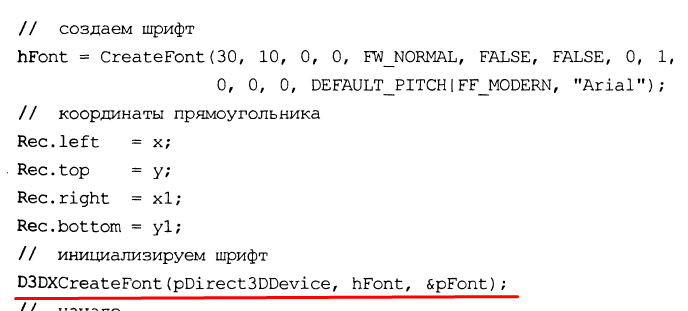 // создаем шрифт
hFont = CreateFont(30, 10, 0, 0, FW_NORMAL, FALSE, FALSE, 0, 1,
0, 0, 0, DEFAULT_PITCH|FF_MODERN, "Arial");
// координаты прямоугольника
Rec.left = x;
Rec.top = y;
Rec.right = x1;
Rec.bottom = y1;
// инициализируем шрифт
D3DXCreateFont(pDirect3DDevice, hFont, &pFont);
//